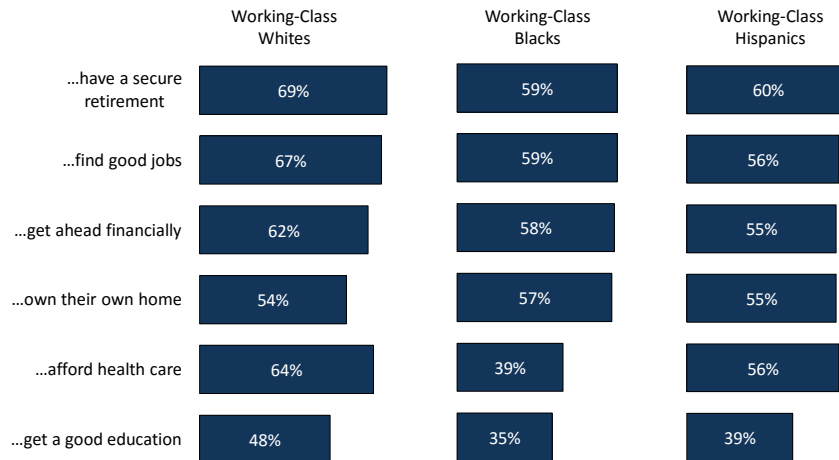 Working-Class
Whites
Working-Class
Blacks
Working-Class
Hispanics
...have a secure
retirement
69%
59%
60%
...find good jobs
67%
59%
56%
...get ahead financially
62%
58%
55%
...own their own home
54%
57%
55%
...afford health care
64%
39%
56%
...get a good education
48%
35%
39%